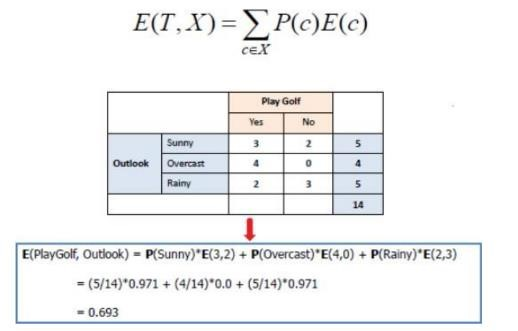 E(T, X) = ∑ P(c)E(c)
c∈X
Play Golf
Yes No
Sunny 3 2 5
Outlook Overcast 4 0 4
Rainy 2 3 5
14
E(PlayGolf, Outlook) = P(Sunny)*E(3,2) + P(Overcast)*E(4,0) + P(Rainy)*E(2,3)
= (5/14)*0.971 + (4/14)*0.0 + (5/14)*0.971
= 0.693